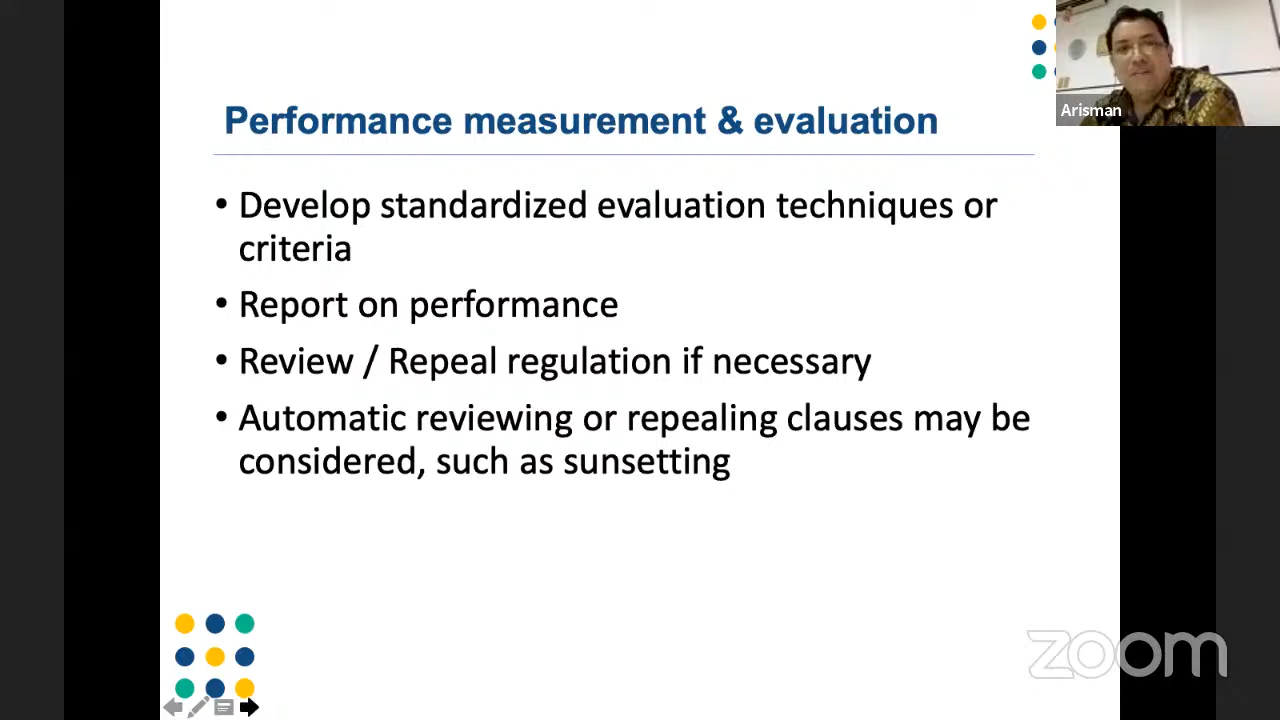 Arisman
Performance measurement & evaluation
• Develop standardized evaluation techniques or
criteria
• Report on performance
• Review / Repeal regulation if necessary
• Automatic reviewing or repealing clauses may be
considered, such as sunsetting
zoom